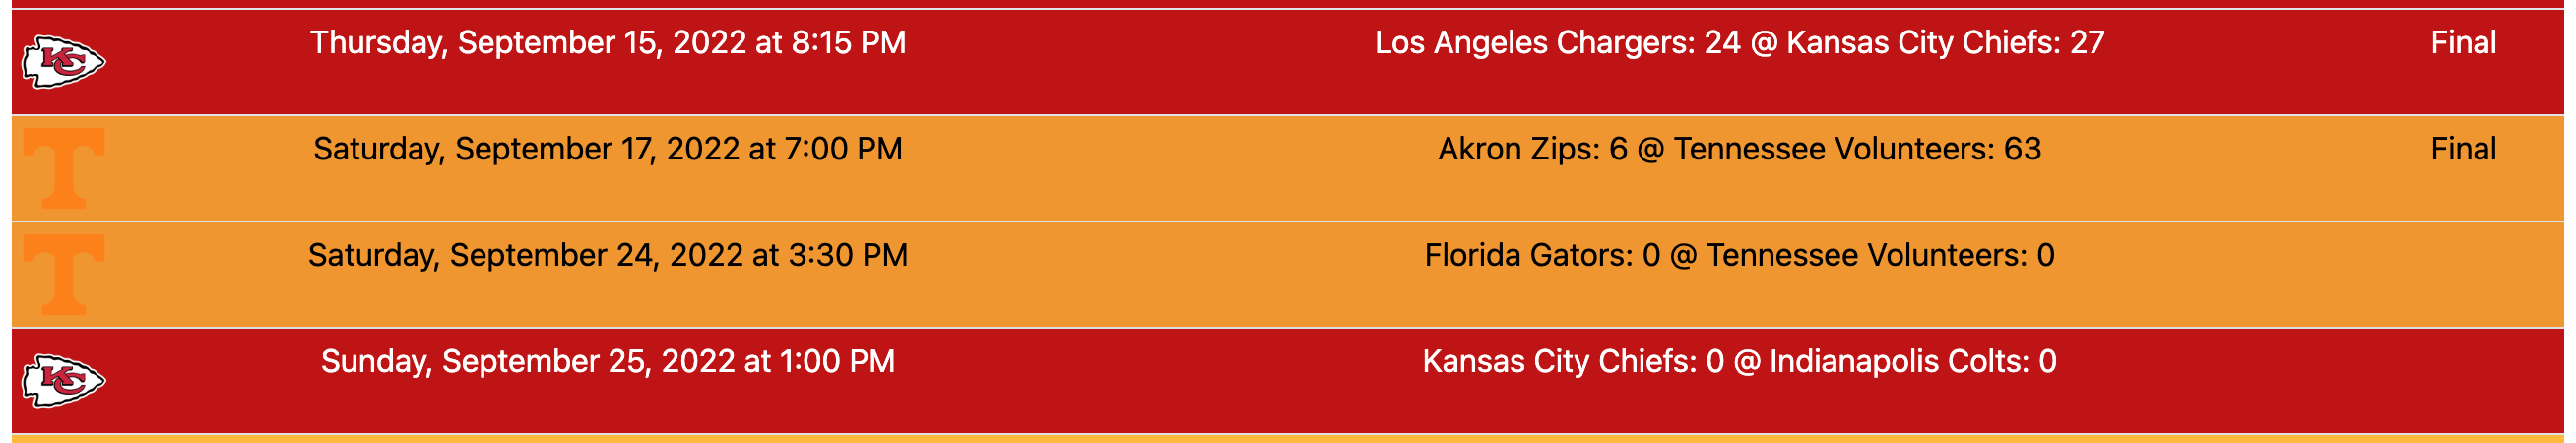 KC
Thursday, September 15, 2022 at 8:15 PM Los Angeles Chargers: 24 @ Kansas City Chiefs: 27 Final
T
Saturday, September 17, 2022 at 7:00 PM Akron Zips: 6 @ Tennessee Volunteers: 63 Final
T
Saturday, September 24, 2022 at 3:30 PM Florida Gators: 0 @ Tennessee Volunteers: 0
KC
Sunday, September 25, 2022 at 1:00 PM Kansas City Chiefs: 0 @ Indianapolis Colts: 0